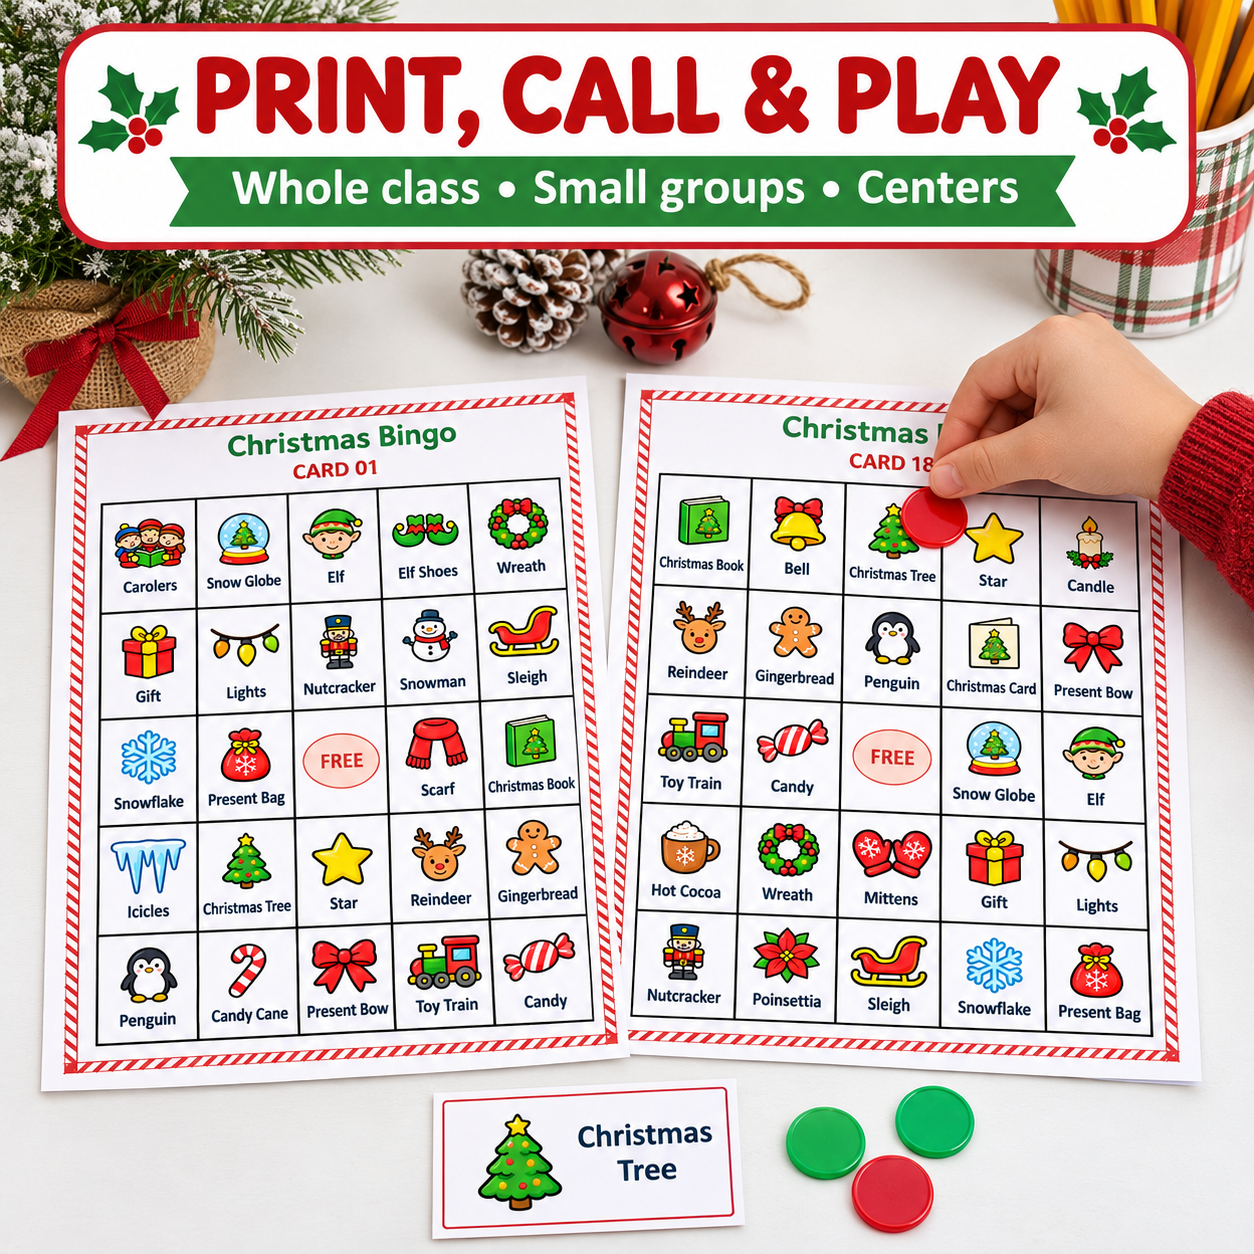 PRINT, CALL & PLAY
Whole class • Small groups • Centers
Christmas Bingo
CARD 01
Carolers
Snow Globe
Elf
Elf Shoes
Wreath
Gift
Lights
Nutcracker
Snowman
Sleigh
Snowflake
Present Bag
FREE
Scarf
Christmas Book
Icicles
Christmas Tree
Star
Reindeer
Gingerbread
Penguin
Candy Cane
Present Bow
Toy Train
Candy
Christmas
CARD 18
Christmas Book
Bell
Christmas Tree
Star
Candle
Reindeer
Gingerbread
Penguin
Christmas Card
Present Bow
Toy Train
Candy
FREE
Snow Globe
Elf
Hot Cocoa
Wreath
Mittens
Gift
Lights
Nutcracker
Poinsettia
Sleigh
Snowflake
Present Bag
Christmas
Tree